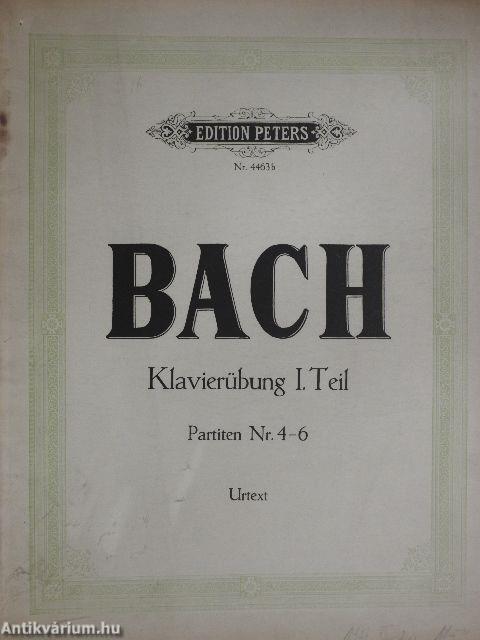 EDITION PETERS
Nr. 4463b
BACH
Klavierübung I. Teil
Partiten Nr. 4-6
Urtext
Antikvárium.hu